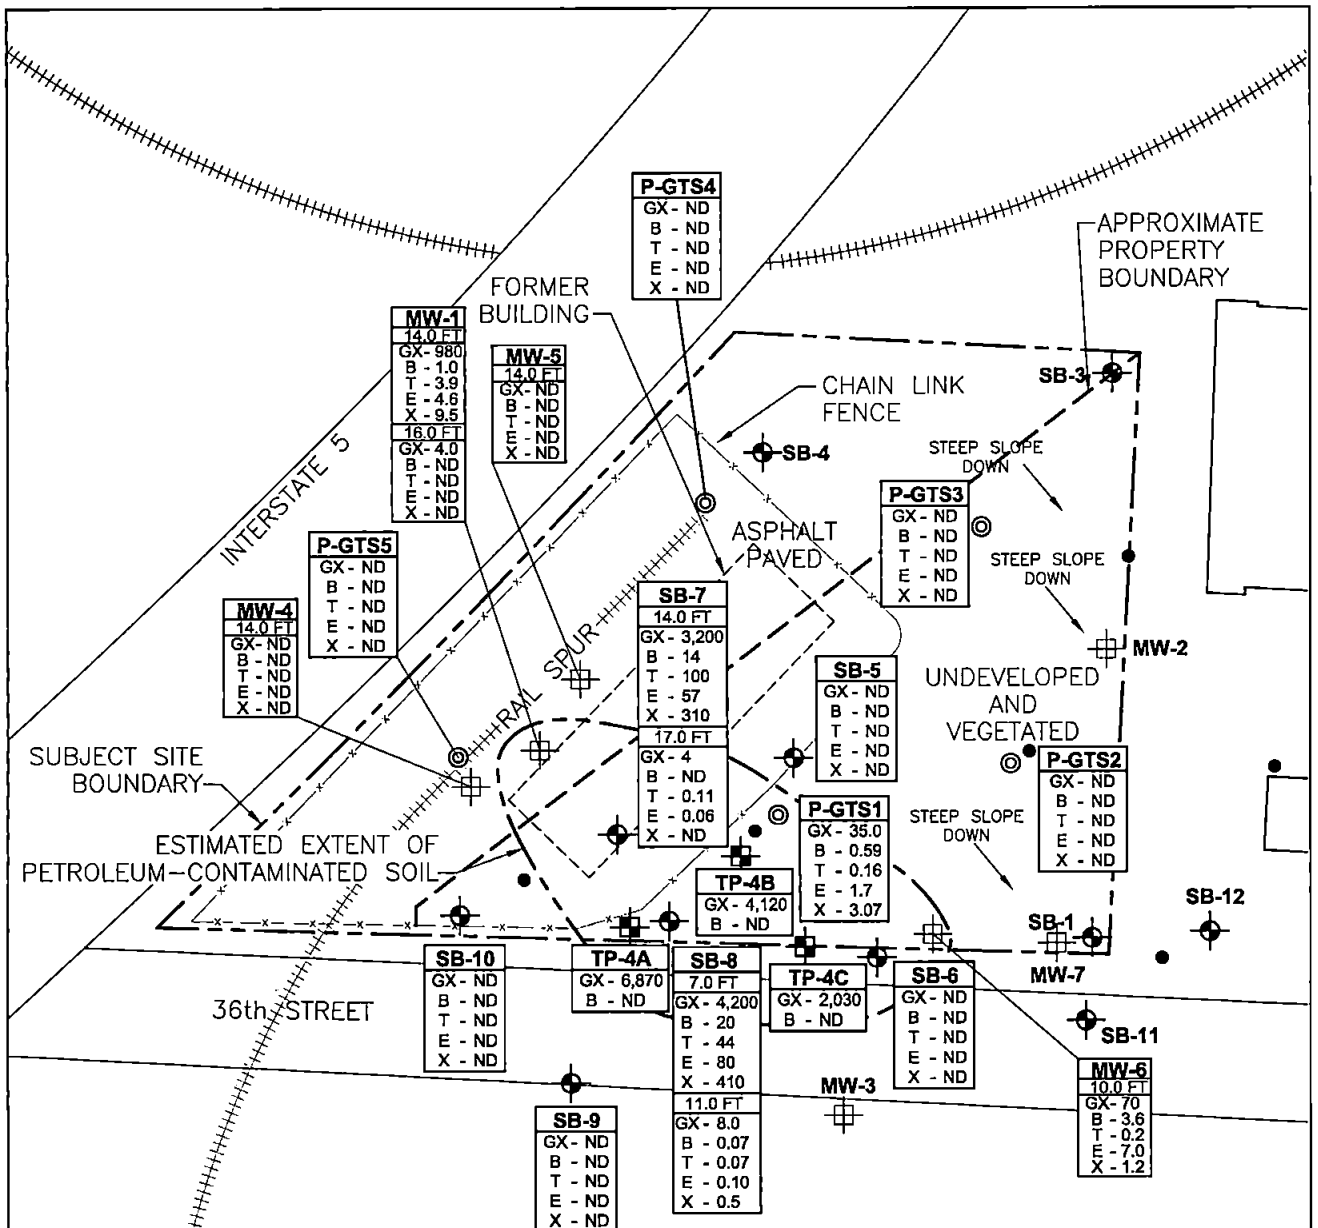 P-GTS4
GX - ND
B - ND
T - ND
E - ND
X - ND
APPROXIMATE
PROPERTY
BOUNDARY
FORMER
BUILDING
MW-1
14.0 FT
GX- 980
B - 1.0
T - 3.9
E - 4.6
X - 9.5
16.0 FT
GX- 4.0
B - ND
T - ND
E - ND
X - ND
MW-5
14.0 FT
GX- ND
B - ND
T - ND
E - ND
X - ND
SB-3
CHAIN LINK
FENCE
SB-4
STEEP SLOPE
DOWN
INTERSTATE 5
P-GTS3
GX - ND
B - ND
T - ND
E - ND
X - ND
ASPHALT
PAVED
P-GTS5
GX - ND
B - ND
T - ND
E - ND
X - ND
STEEP SLOPE
DOWN
SB-7
14.0 FT
GX - 3,200
B - 14
T - 100
E - 57
X - 310
17.0 FT
GX - 4
B - ND
T - 0.11
E - 0.06
X - ND
MW-4
14.0 FT
GX- ND
B - ND
T - ND
E - ND
X - ND
RAIL SPUR
MW-2
SB-5
GX - ND
B - ND
T - ND
E - ND
X - ND
UNDEVELOPED
AND
VEGETATED
SUBJECT SITE
BOUNDARY
P-GTS2
GX - ND
B - ND
T - ND
E - ND
X - ND
P-GTS1
GX - 35.0
B - 0.59
T - 0.16
E - 1.7
X - 3.07
STEEP SLOPE
DOWN
ESTIMATED EXTENT OF
PETROLEUM-CONTAMINATED SOIL
TP-4B
GX - 4,120
B - ND
SB-12
SB-1
MW-7
SB-10
GX - ND
B - ND
T - ND
E - ND
X - ND
TP-4A
GX - 6,870
B - ND
SB-8
7.0 FT
GX - 4,200
B - 20
T - 44
E - 80
X - 410
11.0 FT
GX - 8.0
B - 0.07
T - 0.07
E - 0.10
X - 0.5
TP-4C
GX - 2,030
B - ND
SB-6
GX - ND
B - ND
T - ND
E - ND
X - ND
36th STREET
SB-11
MW-3
MW-6
10.0 FT
GX- 70
B - 3.6
T - 0.2
E - 7.0
X - 1.2
SB-9
GX - ND
B - ND
T - ND
E - ND
X - ND